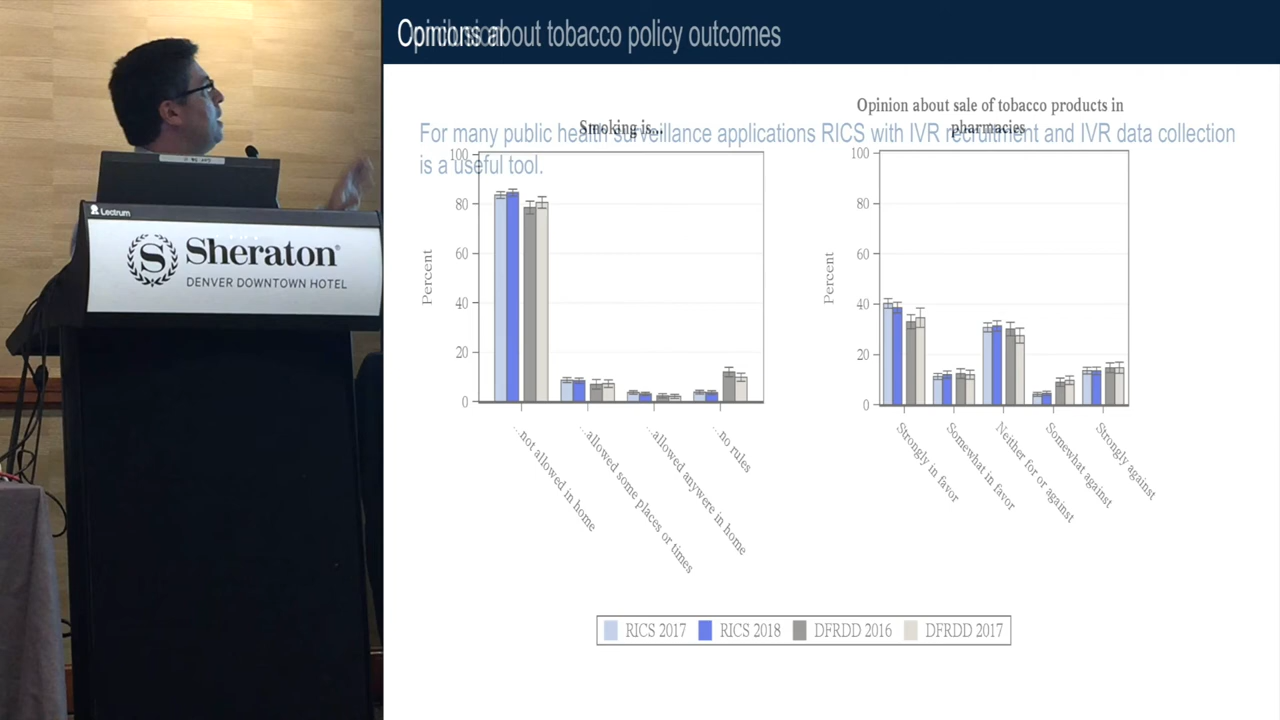 Opinions about tobacco policy outcomes
Conclusion
For many public health surveillance applications RICS with IVR recruitment and IVR data collection
is a useful tool.
Smoking is...
100
80
60
40
20
0
Percent
...not allowed in home
...allowed some places or times
...allowed anywere in home
...no rules
Opinion about sale of tobacco products in
pharmacies
100
80
60
40
20
0
Percent
Strongly in favor
Somewhat in favor
Neither for or against
Somewhat against
Strongly against
RICS 2017
RICS 2018
DFRDD 2016
DFRDD 2017
Lectrum
S Sheraton®
DENVER DOWNTOWN HOTEL